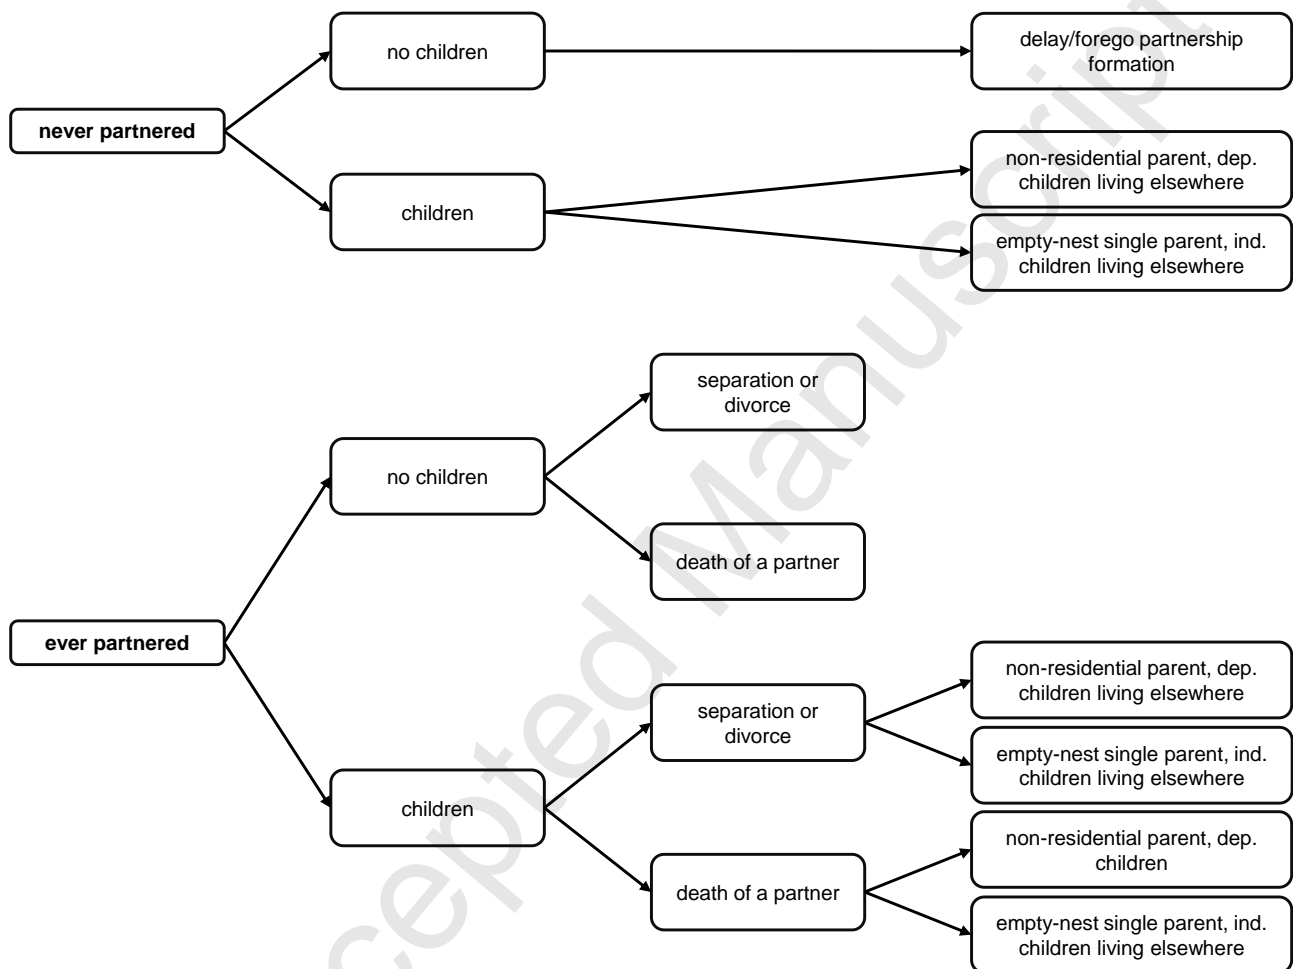 no children
delay/forego partnership
formation
never partnered
non-residential parent, dep.
children living elsewhere
children
empty-nest single parent, ind.
children living elsewhere
separation or
divorce
no children
death of a partner
ever partnered
non-residential parent, dep.
children living elsewhere
separation or
divorce
empty-nest single parent, ind.
children living elsewhere
children
non-residential parent, dep.
children
death of a partner
empty-nest single parent, ind.
children living elsewhere
cepted Manuscript